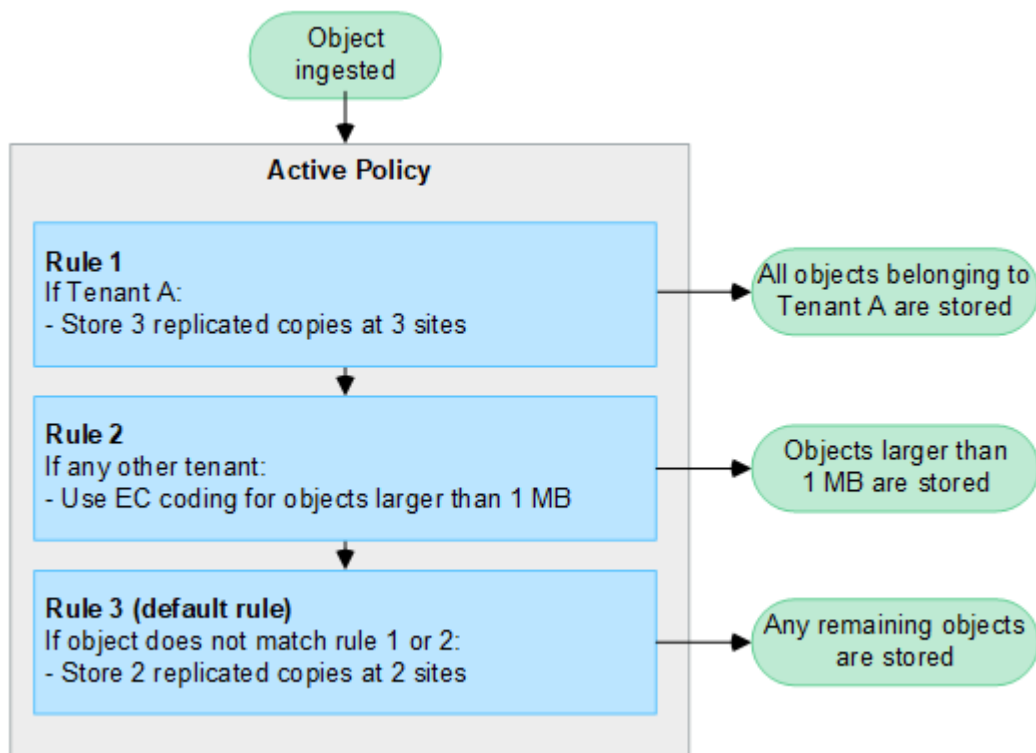 Object
ingested
Active Policy
Rule 1
If Tenant A:
- Store 3 replicated copies at 3 sites
All objects belonging to
Tenant A are stored
Rule 2
If any other tenant:
- Use EC coding for objects larger than 1 MB
Objects larger than
1 MB are stored
Rule 3 (default rule)
If object does not match rule 1 or 2:
- Store 2 replicated copies at 2 sites
Any remaining objects
are stored